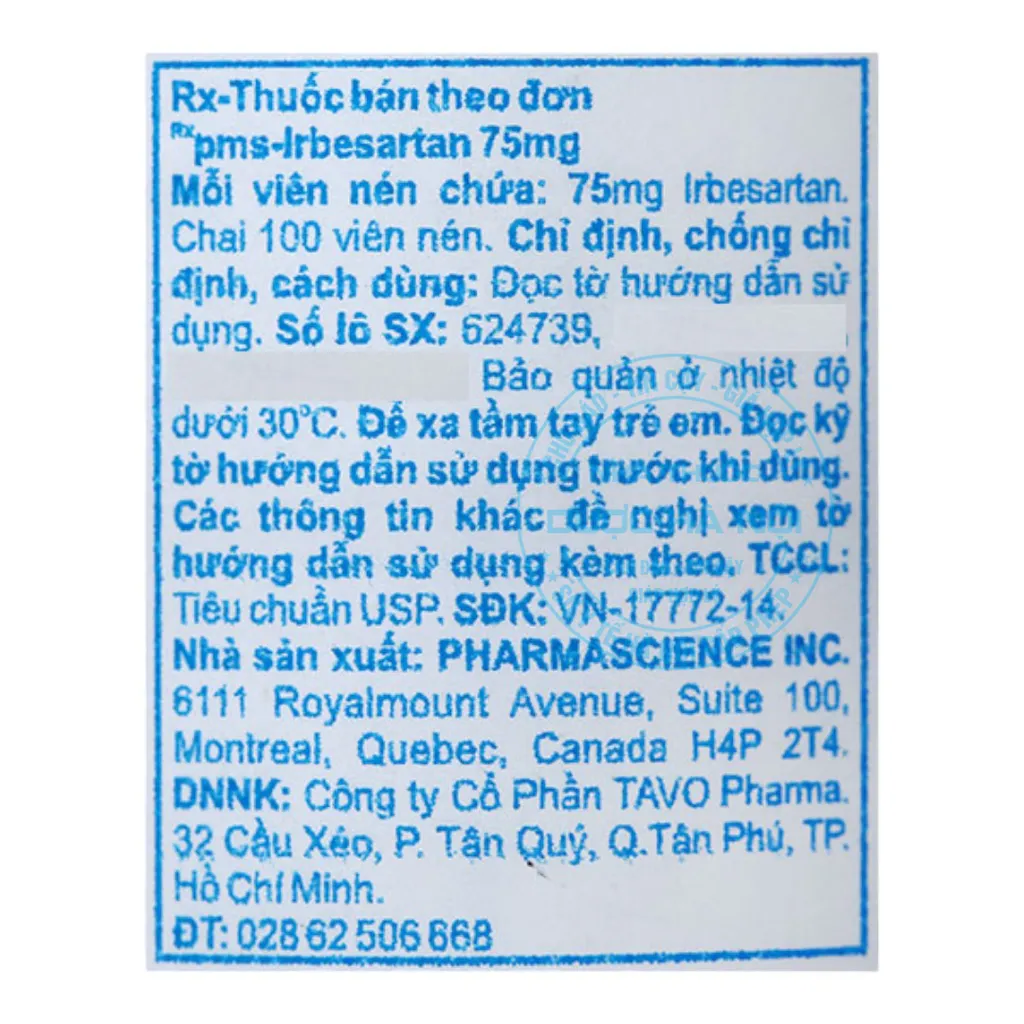 Rx-Thuốc bán theo đơn
Rxpms-Irbesartan 75mg
Mỗi viên nén chứa: 75mg Irbesartan.
Chai 100 viên nén. Chỉ định, chống chỉ
định, cách dùng: Đọc tờ hướng dẫn sử
dụng. Số lô SX: 624739,
Bảo quản ở nhiệt độ
dưới 30°C. Để xa tầm tay trẻ em. Đọc kỹ
tờ hướng dẫn sử dụng trước khi dùng.
Các thông tin khác đề nghị xem tờ
hướng dẫn sử dụng kèm theo. TCCL:
Tiêu chuẩn USP. SĐK: VN-17772-14.
Nhà sản xuất: PHARMASCIENCE INC.
6111 Royalmount Avenue, Suite 100,
Montreal, Quebec, Canada H4P 2T4.
DNNK: Công ty Cổ Phần TAVO Pharma.
32 Cầu Xéo, P. Tân Quý, Q.Tân Phú, TP.
Hồ Chí Minh.
ĐT: 028 62 506 668